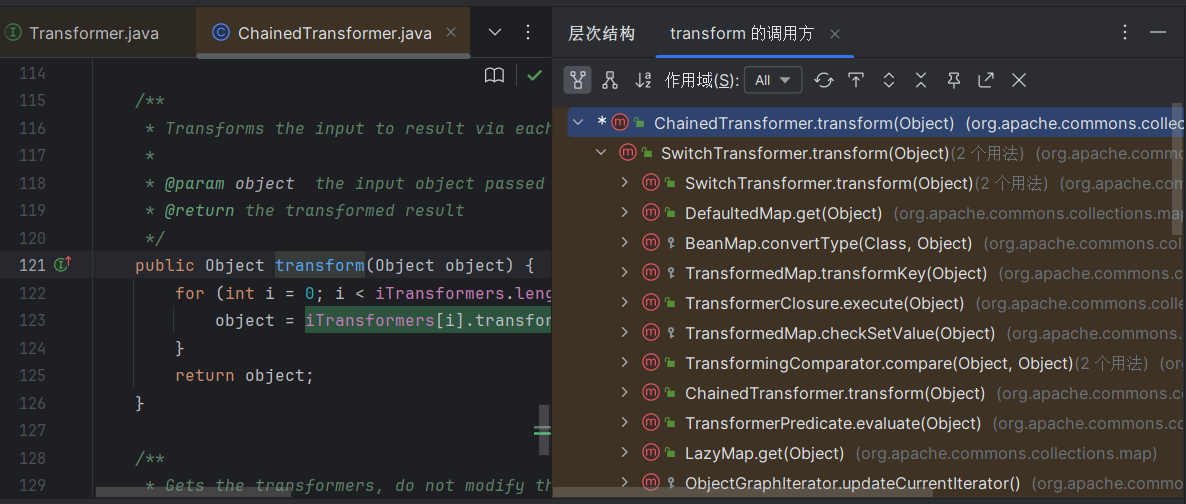 Transformer.java
ChainedTransformer.java
层次结构
transform 的调用方
作用域(S):
All
114
115 /**
116 * Transforms the input to result via each
117 *
118 * @param object the input object passed
119 * @return the transformed result
120 */
121 public Object transform(Object object) {
122 for (int i = 0; i < iTransformers.leng
123 object = iTransformers[i].transfor
124 }
125 return object;
126 }
127
128 /**
129 * Gets the transformers, do not modify th
* ChainedTransformer.transform(Object) (org.apache.commons.collec
SwitchTransformer.transform(Object)(2 个用法) (org.apache.commo
SwitchTransformer.transform(Object)(2 个用法) (org.apache.com
DefaultedMap.get(Object) (org.apache.commons.collections.map
BeanMap.convertType(Class, Object) (org.apache.commons.col
TransformedMap.transformKey(Object) (org.apache.commons.c
TransformerClosure.execute(Object) (org.apache.commons.collec
TransformedMap.checkSetValue(Object) (org.apache.commons.
TransformingComparator.compare(Object, Object)(2 个用法) (or
ChainedTransformer.transform(Object) (org.apache.commons.c
TransformerPredicate.evaluate(Object) (org.apache.commons.co
LazyMap.get(Object) (org.apache.commons.collections.map)
ObjectGraphIterator.updateCurrentIterator() (org.apache.commo